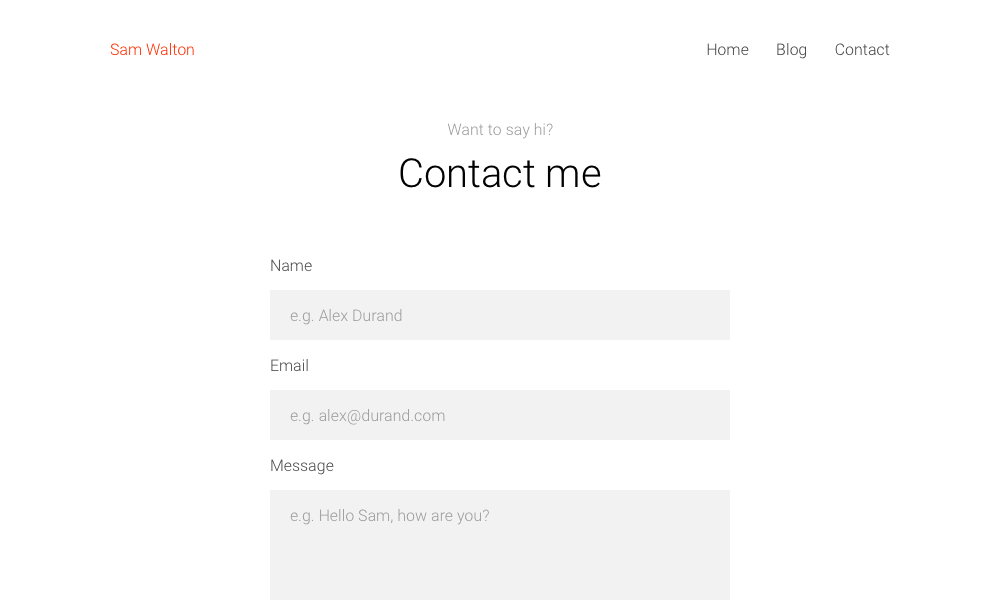 Sam Walton
Home Blog Contact
Want to say hi?
Contact me
Name
e.g. Alex Durand
Email
e.g. alex@durand.com
Message
e.g. Hello Sam, how are you?